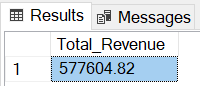 Results Messages
Total_Revenue
1 577604.82